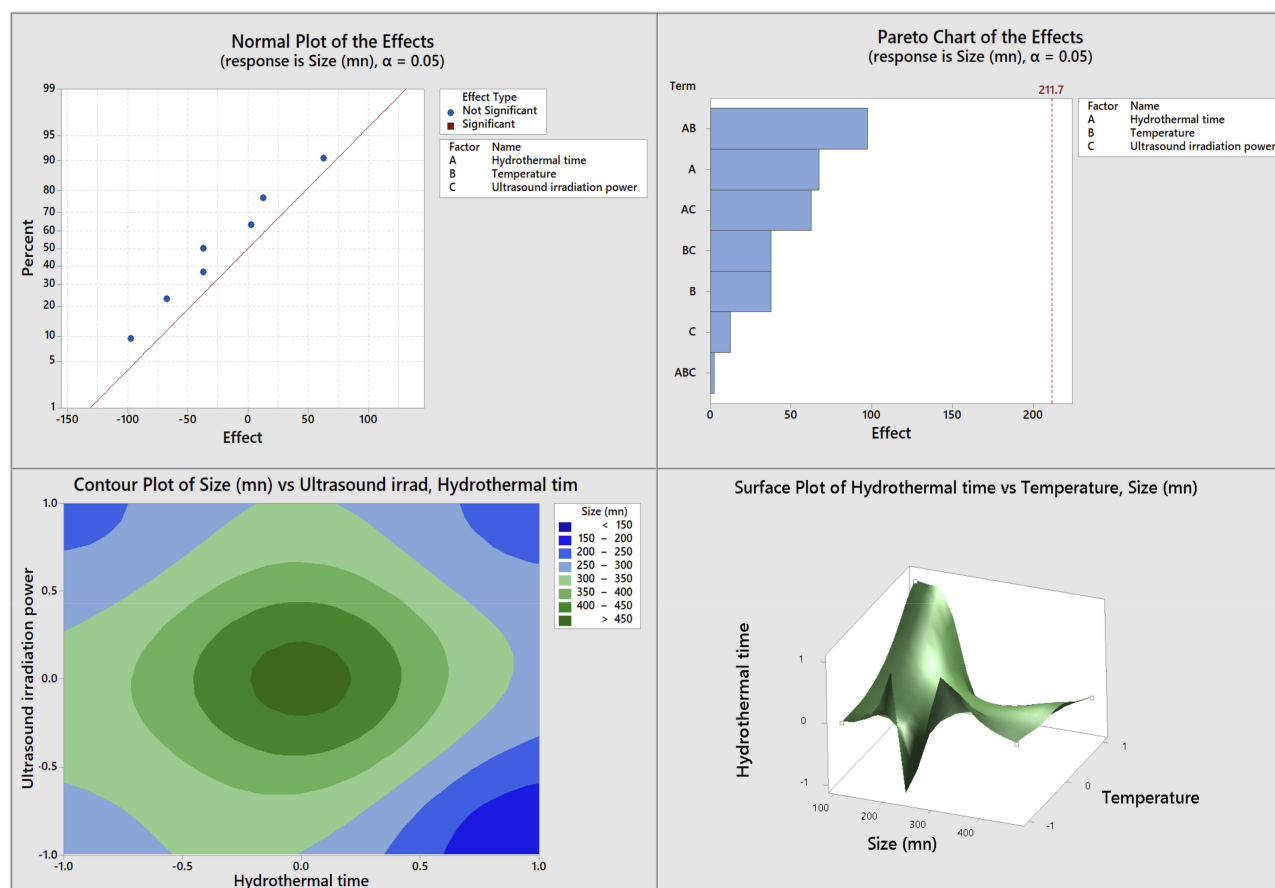 Normal Plot of the Effects
(response is Size (mn), α = 0.05)
99
95
90
80
70
60
50
40
30
20
10
5
1
Percent
-150 -100 -50 0 50 100
Effect
Effect Type
Not Significant
Significant
Factor Name
A Hydrothermal time
B Temperature
C Ultrasound irradiation power
Pareto Chart of the Effects
(response is Size (mn), α = 0.05)
Term
211.7
AB
A
AC
BC
B
C
ABC
0 50 100 150 200
Effect
Factor Name
A Hydrothermal time
B Temperature
C Ultrasound irradiation power
Contour Plot of Size (mn) vs Ultrasound irrad, Hydrothermal tim
1.0
0.5
0.0
-0.5
-1.0
Ultrasound irradiation power
-1.0 -0.5 0.0 0.5 1.0
Hydrothermal time
Size (mn)
< 150
150 – 200
200 – 250
250 – 300
300 – 350
350 – 400
400 – 450
> 450
Surface Plot of Hydrothermal time vs Temperature, Size (mn)
Hydrothermal time
1
0
-1
100 200 300 400
Size (mn)
1
0
-1
Temperature